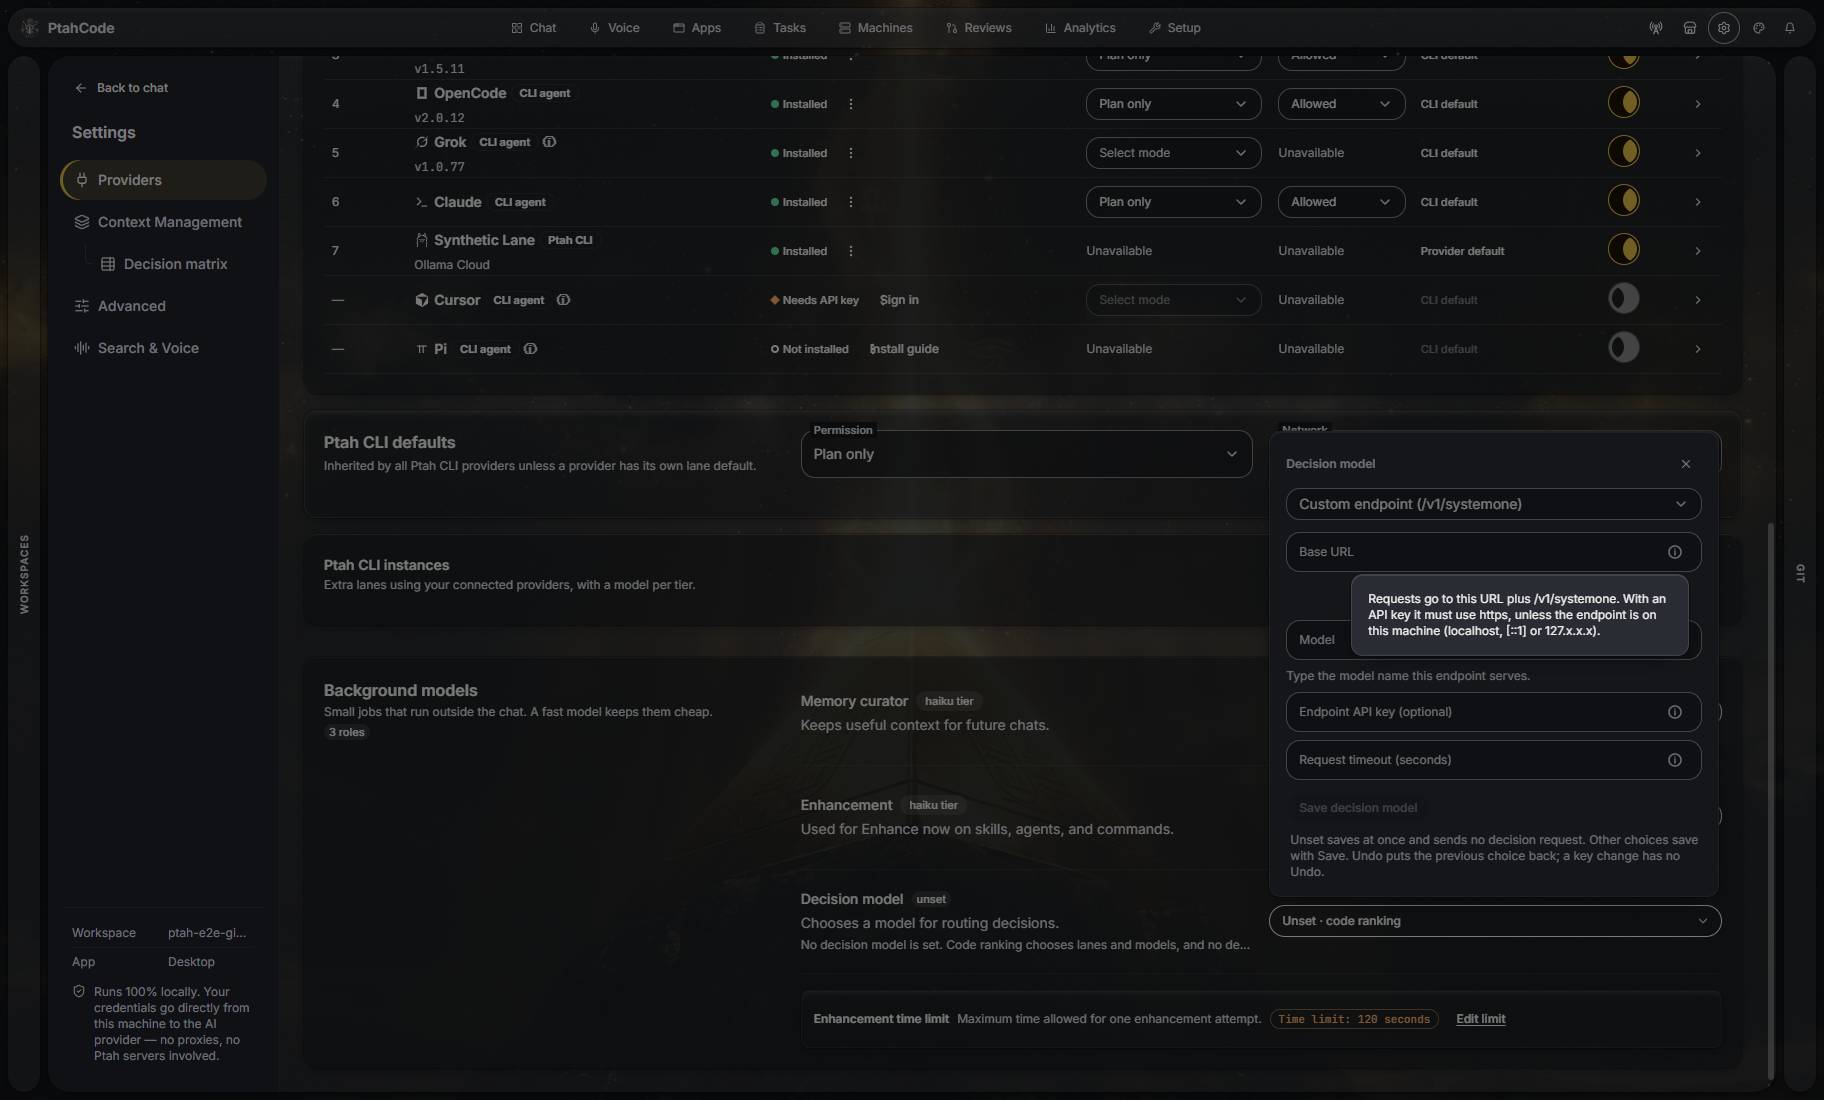 PtahCode
Chat
Voice
Apps
Tasks
Machines
Reviews
Analytics
Setup
WORKSPACES
Back to chat
Settings
Providers
Context Management
Decision matrix
Advanced
Search & Voice
Workspace ptah-e2e-gi...
App Desktop
Runs 100% locally. Your
credentials go directly from
this machine to the AI
provider — no proxies, no
Ptah servers involved.
v1.5.11
Installed
Plan only
Allowed
CLI default
4 OpenCode CLI agent
v2.0.12
Installed
Plan only
Allowed
CLI default
5 Grok CLI agent
v1.0.77
Installed
Select mode
Unavailable
CLI default
6 Claude CLI agent
Installed
Plan only
Allowed
CLI default
7 Synthetic Lane Ptah CLI
Ollama Cloud
Installed
Unavailable
Unavailable
Provider default
— Cursor CLI agent
Needs API key
Sign in
Select mode
Unavailable
CLI default
— Pi CLI agent
Not installed
Install guide
Unavailable
Unavailable
CLI default
Ptah CLI defaults
Inherited by all Ptah CLI providers unless a provider has its own lane default.
Permission
Plan only
Network
Ptah CLI instances
Extra lanes using your connected providers, with a model per tier.
Background models
Small jobs that run outside the chat. A fast model keeps them cheap.
3 roles
Memory curator haiku tier
Keeps useful context for future chats.
Enhancement haiku tier
Used for Enhance now on skills, agents, and commands.
Decision model unset
Chooses a model for routing decisions.
No decision model is set. Code ranking chooses lanes and models, and no de...
Decision model
Custom endpoint (/v1/systemone)
Base URL
Requests go to this URL plus /v1/systemone. With an
API key it must use https, unless the endpoint is on
this machine (localhost, [::1] or 127.x.x.x).
Model
Type the model name this endpoint serves.
Endpoint API key (optional)
Request timeout (seconds)
Save decision model
Unset saves at once and sends no decision request. Other choices save
with Save. Undo puts the previous choice back; a key change has no
Undo.
Unset · code ranking
Enhancement time limit Maximum time allowed for one enhancement attempt. Time limit: 120 seconds Edit limit
GIT